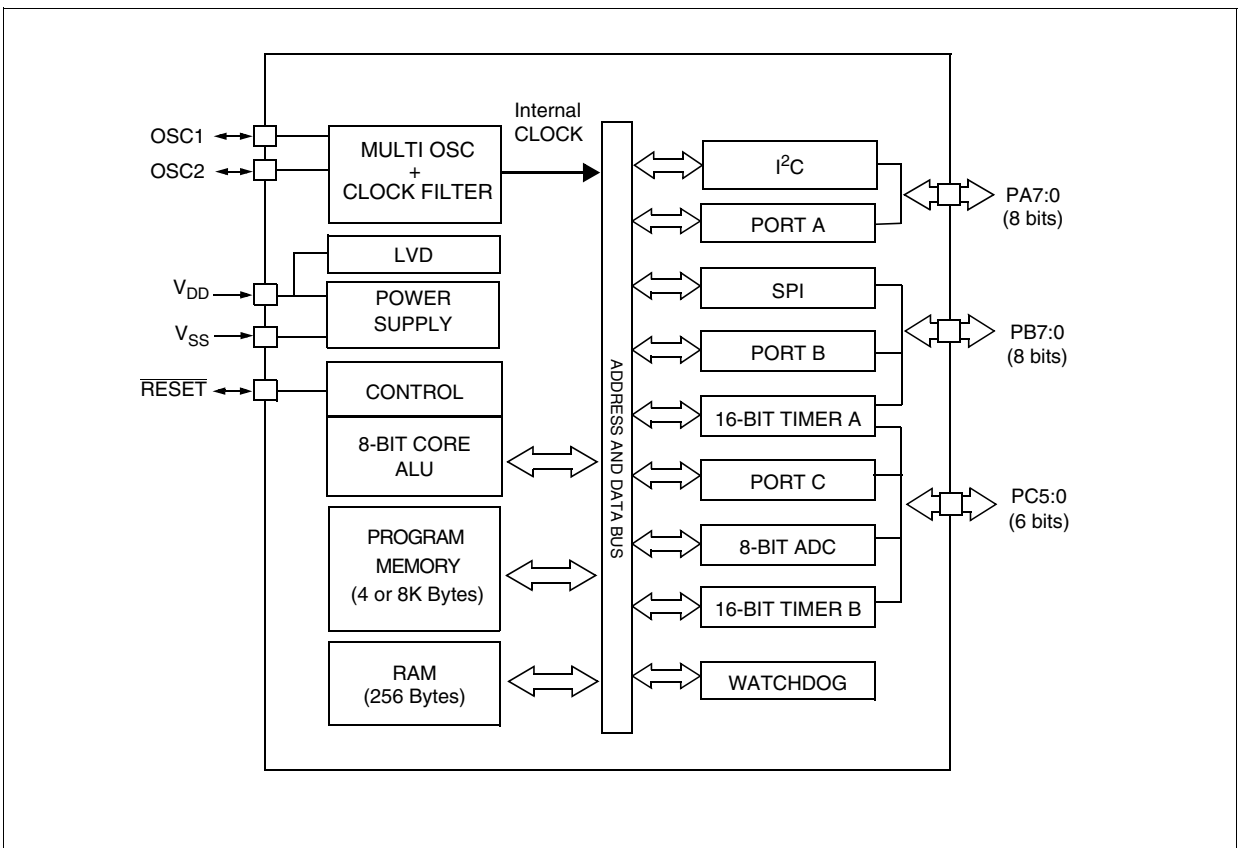 OSC1
OSC2
MULTI OSC
+
CLOCK FILTER
Internal
CLOCK
LVD
V_DD
POWER
SUPPLY
V_SS
RESET
CONTROL
8-BIT CORE
ALU
PROGRAM
MEMORY
(4 or 8K Bytes)
RAM
(256 Bytes)
ADDRESS AND DATA BUS
I²C
PORT A
PA7:0
(8 bits)
SPI
PORT B
PB7:0
(8 bits)
16-BIT TIMER A
PORT C
8-BIT ADC
PC5:0
(6 bits)
16-BIT TIMER B
WATCHDOG